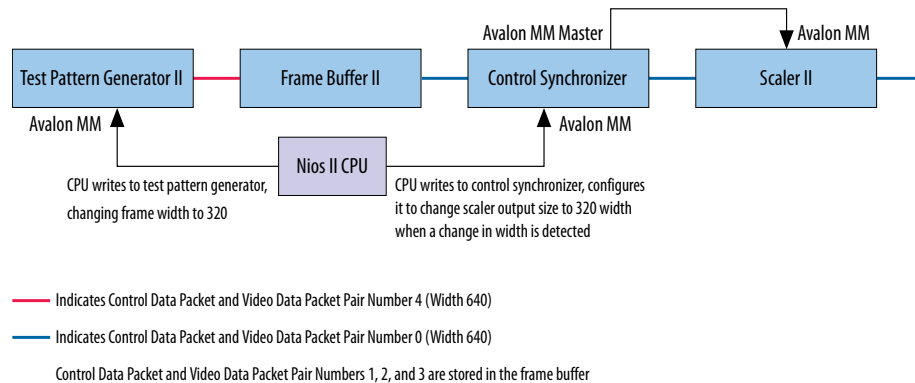 Avalon MM Master
Avalon MM
Test Pattern Generator II
Frame Buffer II
Control Synchronizer
Scaler II
Avalon MM
Avalon MM
Nios II CPU
CPU writes to test pattern generator,
changing frame width to 320
CPU writes to control synchronizer, configures
it to change scaler output size to 320 width
when a change in width is detected
Indicates Control Data Packet and Video Data Packet Pair Number 4 (Width 640)
Indicates Control Data Packet and Video Data Packet Pair Number 0 (Width 640)
Control Data Packet and Video Data Packet Pair Numbers 1, 2, and 3 are stored in the frame buffer